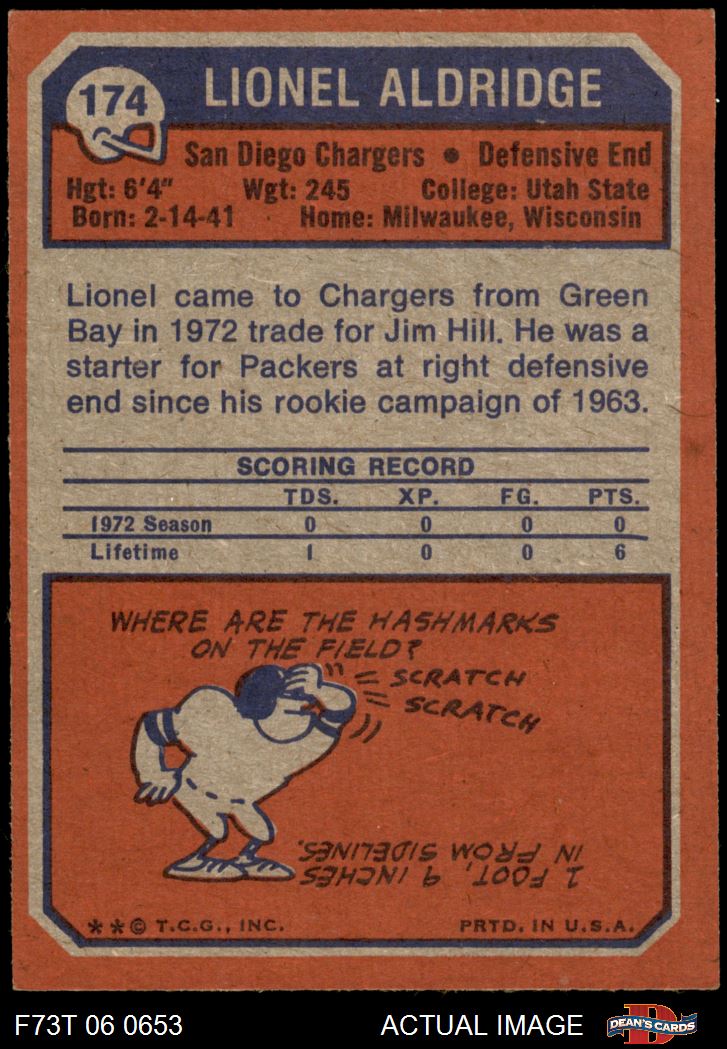 174
LIONEL ALDRIDGE
San Diego Chargers • Defensive End
Hgt: 6'4" Wgt: 245 College: Utah State
Born: 2-14-41 Home: Milwaukee, Wisconsin
Lionel came to Chargers from Green
Bay in 1972 trade for Jim Hill. He was a
starter for Packers at right defensive
end since his rookie campaign of 1963.
SCORING RECORD
TDS. XP. FG. PTS.
1972 Season 0 0 0 0
Lifetime 1 0 0 6
WHERE ARE THE HASHMARKS
ON THE FIELD?
SCRATCH
SCRATCH
1 FOOT, 9 INCHES
IN FROM SIDELINES.
**© T.C.G., INC. PRTD. IN U.S.A.
F73T 06 0653 ACTUAL IMAGE
D
DEAN'S CARDS